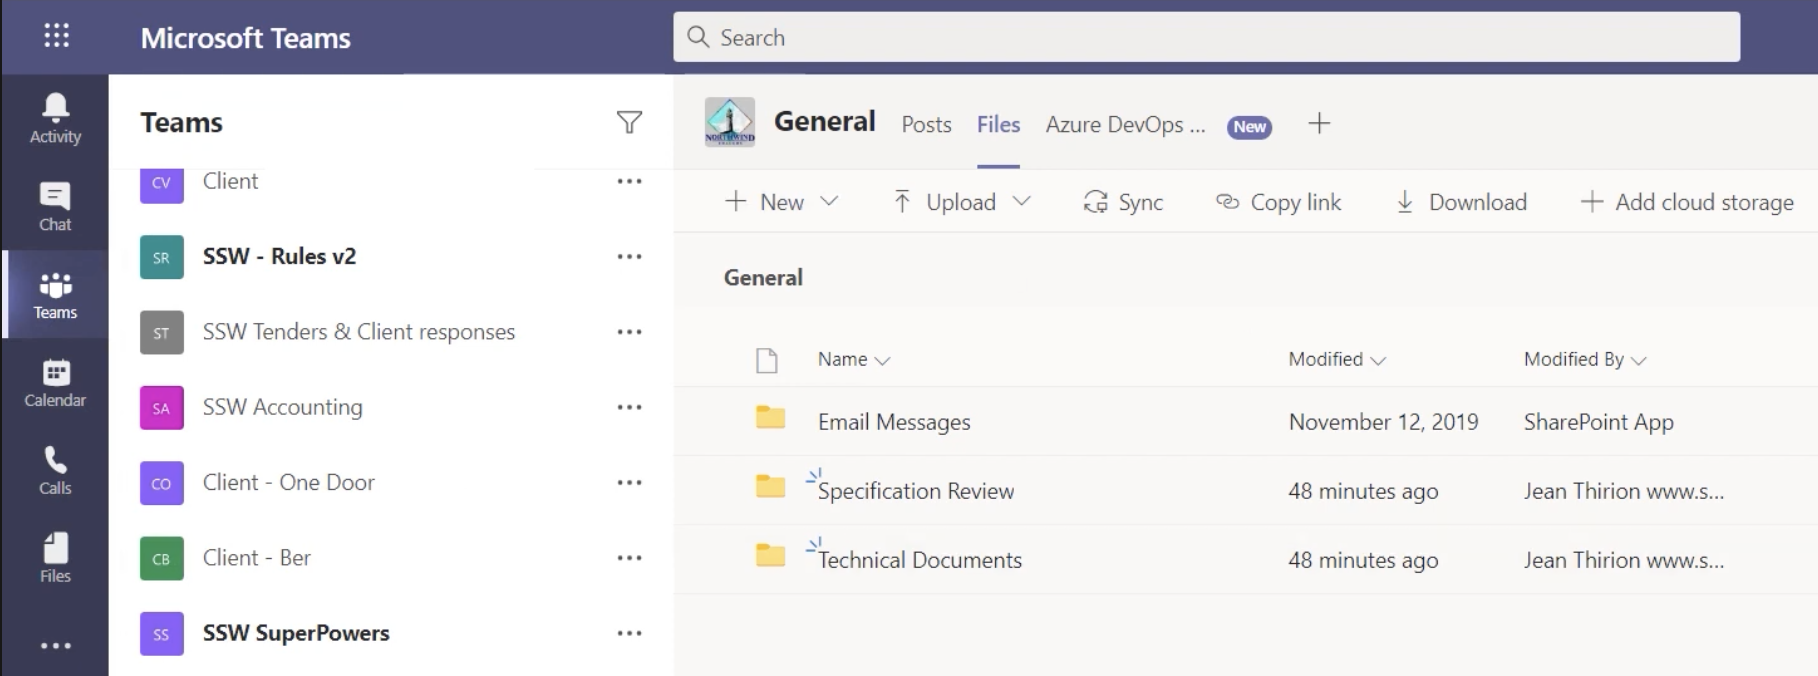 Microsoft Teams
Search
Activity
Chat
Teams
Calendar
Calls
Files
Teams
CV Client
SR SSW - Rules v2
ST SSW Tenders & Client responses
SA SSW Accounting
CO Client - One Door
CB Client - Ber
SS SSW SuperPowers
NORTHWIND
General Posts Files Azure DevOps ... New
New Upload Sync Copy link Download Add cloud storage
General
Name Modified Modified By
Email Messages November 12, 2019 SharePoint App
Specification Review 48 minutes ago Jean Thirion www.s...
Technical Documents 48 minutes ago Jean Thirion www.s...